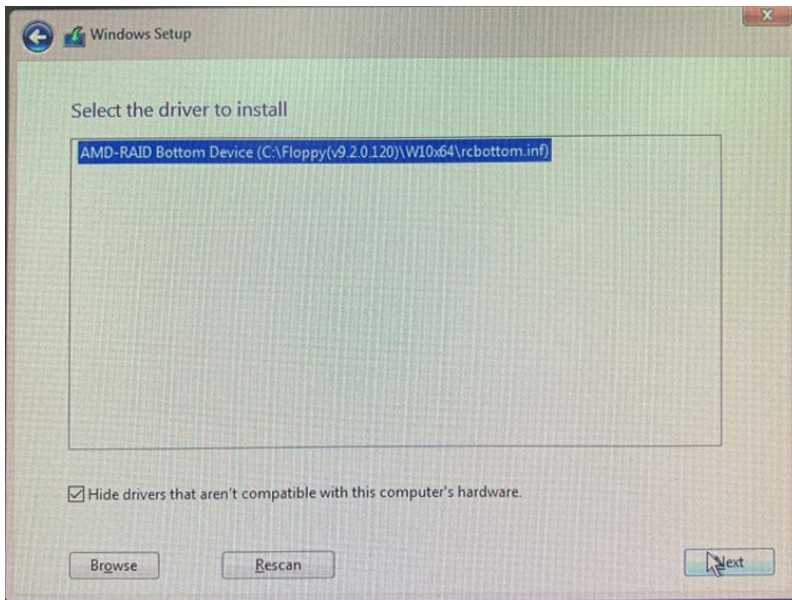 Windows Setup
Select the driver to install
AMD-RAID Bottom Device (C:\Floppy(v9.2.0.120)\W10x64\rcbottom.inf)
Hide drivers that aren't compatible with this computer's hardware.
Browse
Rescan
Next